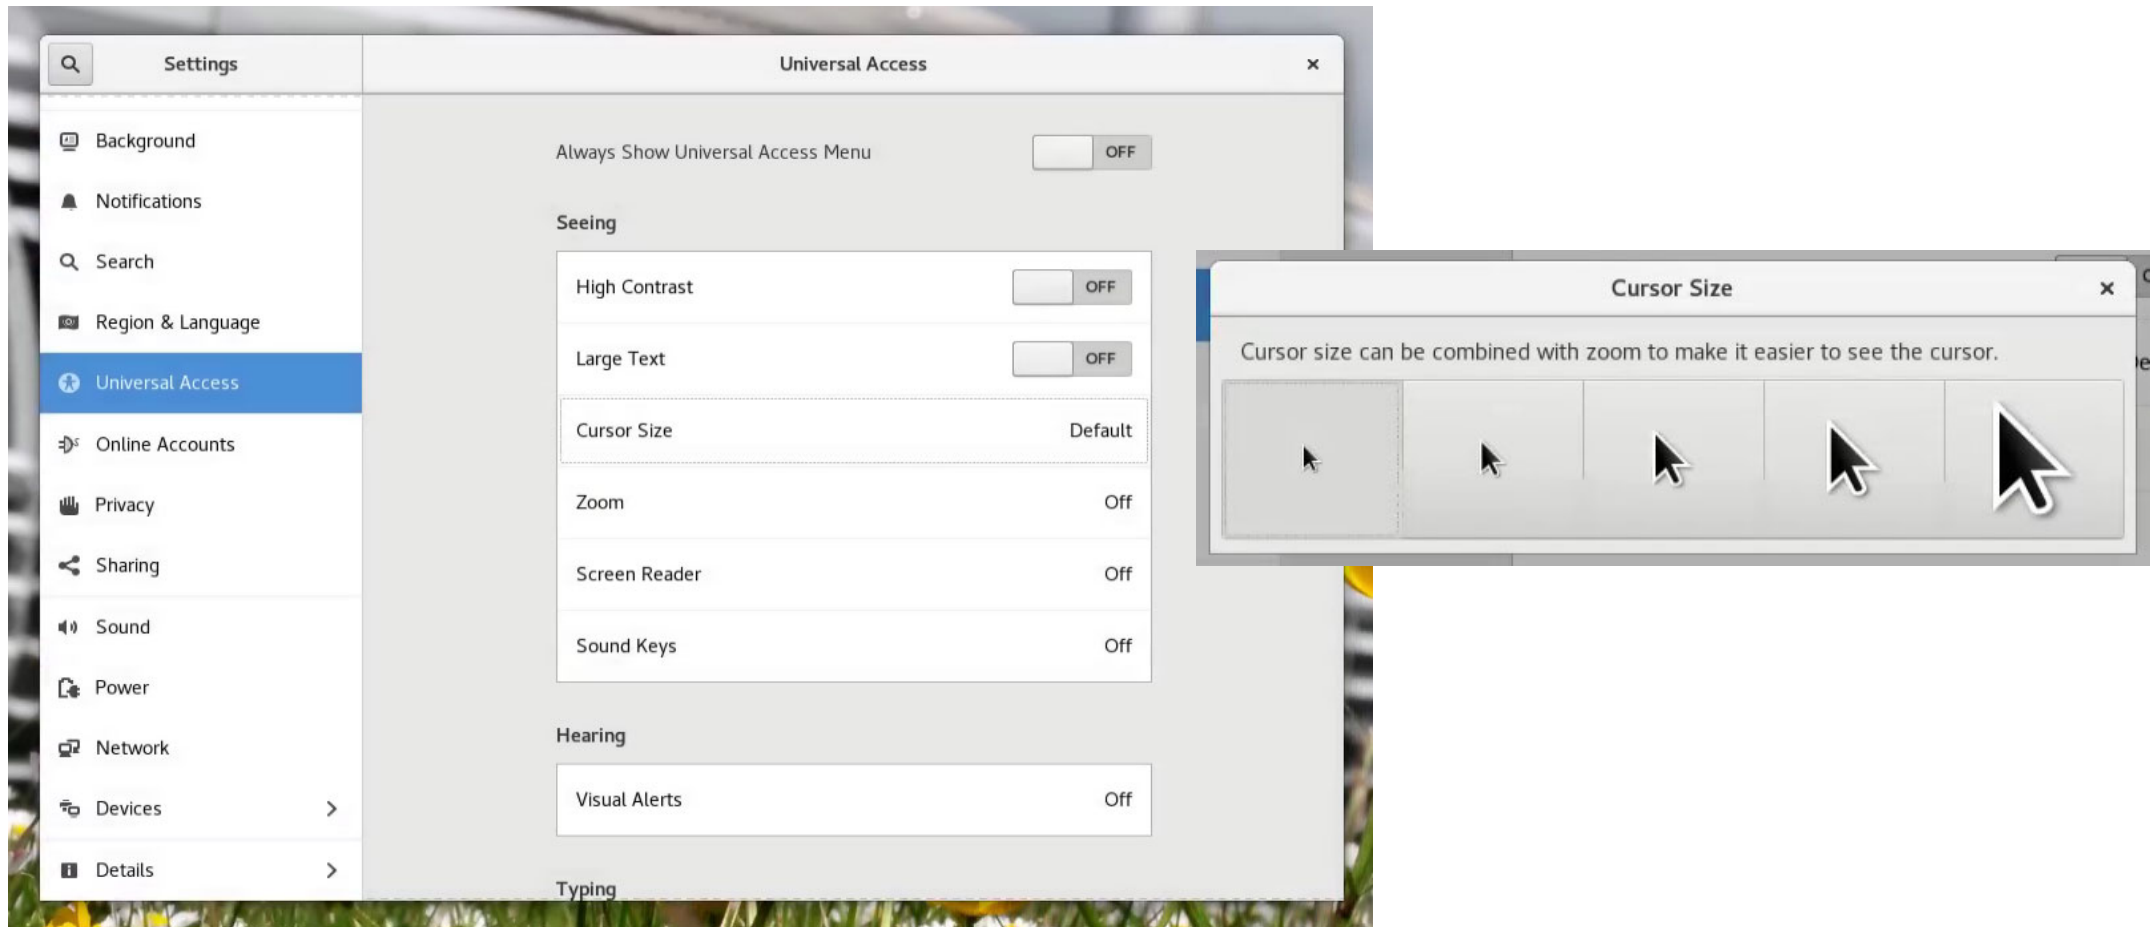 Settings
Universal Access
Background
Notifications
Search
Region & Language
Universal Access
Online Accounts
Privacy
Sharing
Sound
Power
Network
Devices
Details
Always Show Universal Access Menu OFF
Seeing
High Contrast OFF
Large Text OFF
Cursor Size Default
Zoom Off
Screen Reader Off
Sound Keys Off
Hearing
Visual Alerts Off
Typing
Cursor Size
Cursor size can be combined with zoom to make it easier to see the cursor.